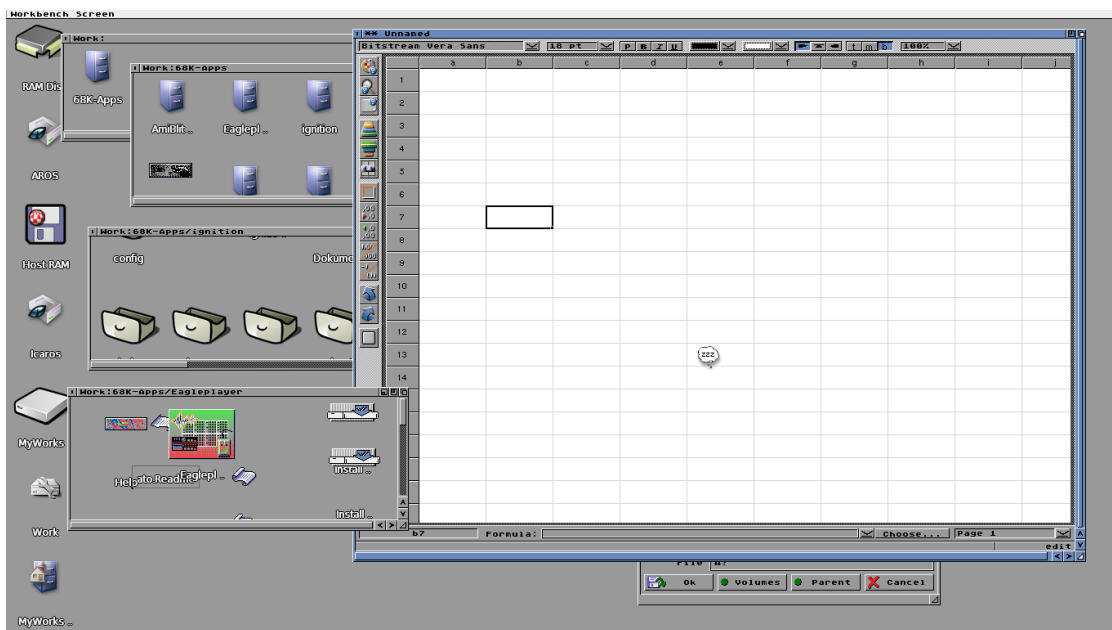 Workbench Screen
RAM Dis
AROS
Host RAM
Icaros
MyWorks
Work
MyWorks ..
Work:
68K-Apps
Work:68K-Apps
AmiBlit..
Eaglepl ..
ignition
Work:68K-Apps/ignition
config
Dokume
Work:68K-Apps/Eagleplayer
Help
ato Read
Eaglepl ..
Install ..
Install ..
** Unnamed
Bitstream Vera Sans
18 pt
P B I U
t m b
100%
a b c d e f g h i j
1
2
3
4
5
6
7
8
9
10
11
12
13
14
zzz
b7
Formula:
Choose...
Page 1
edit
File
Ok
Volumes
Parent
Cancel